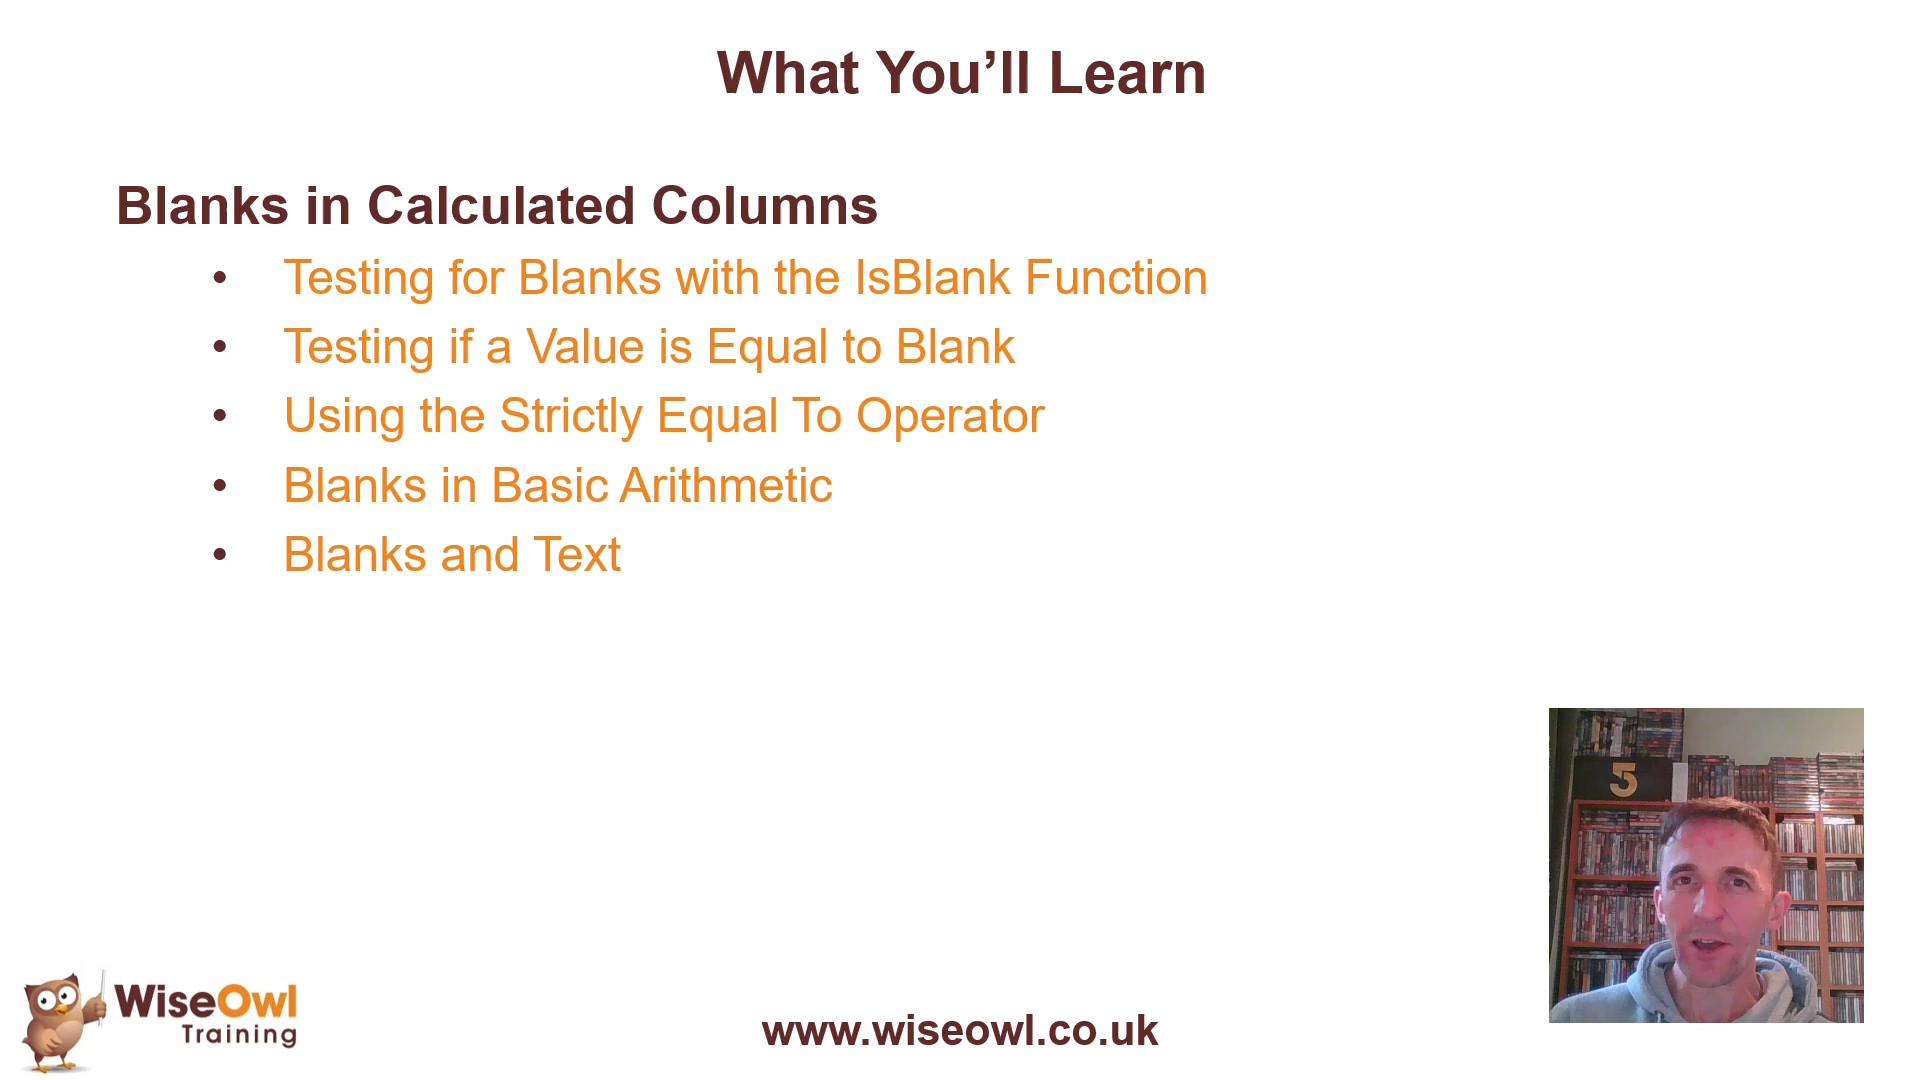 What You’ll Learn
Blanks in Calculated Columns
• Testing for Blanks with the IsBlank Function
• Testing if a Value is Equal to Blank
• Using the Strictly Equal To Operator
• Blanks in Basic Arithmetic
• Blanks and Text
5
WiseOwl
Training
www.wiseowl.co.uk